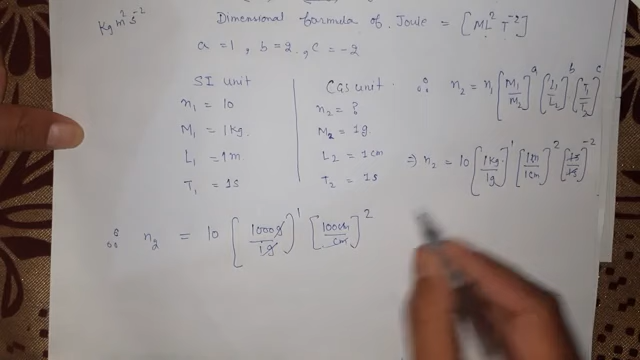 Kg m² s⁻²
Dimensional formula of Joule = [ML² T⁻²]
a = 1, b = 2, c = -2
SI unit
n₁ = 10
M₁ = 1kg.
L₁ = 1m
T₁ = 1s
CGS unit
n₂ = ?
M₂ = 1g
L₂ = 1cm
T₂ = 1s
∴ n₂ = n₁ [M₁/M₂]ᵃ [L₁/L₂]ᵇ [T₁/T₂]ᶜ
⇒ n₂ = 10 [1kg/1g]¹ [1m/1cm]² [1s/1s]⁻²
∴ n₂ = 10 [1000g/1g]¹ [100cm/cm]²